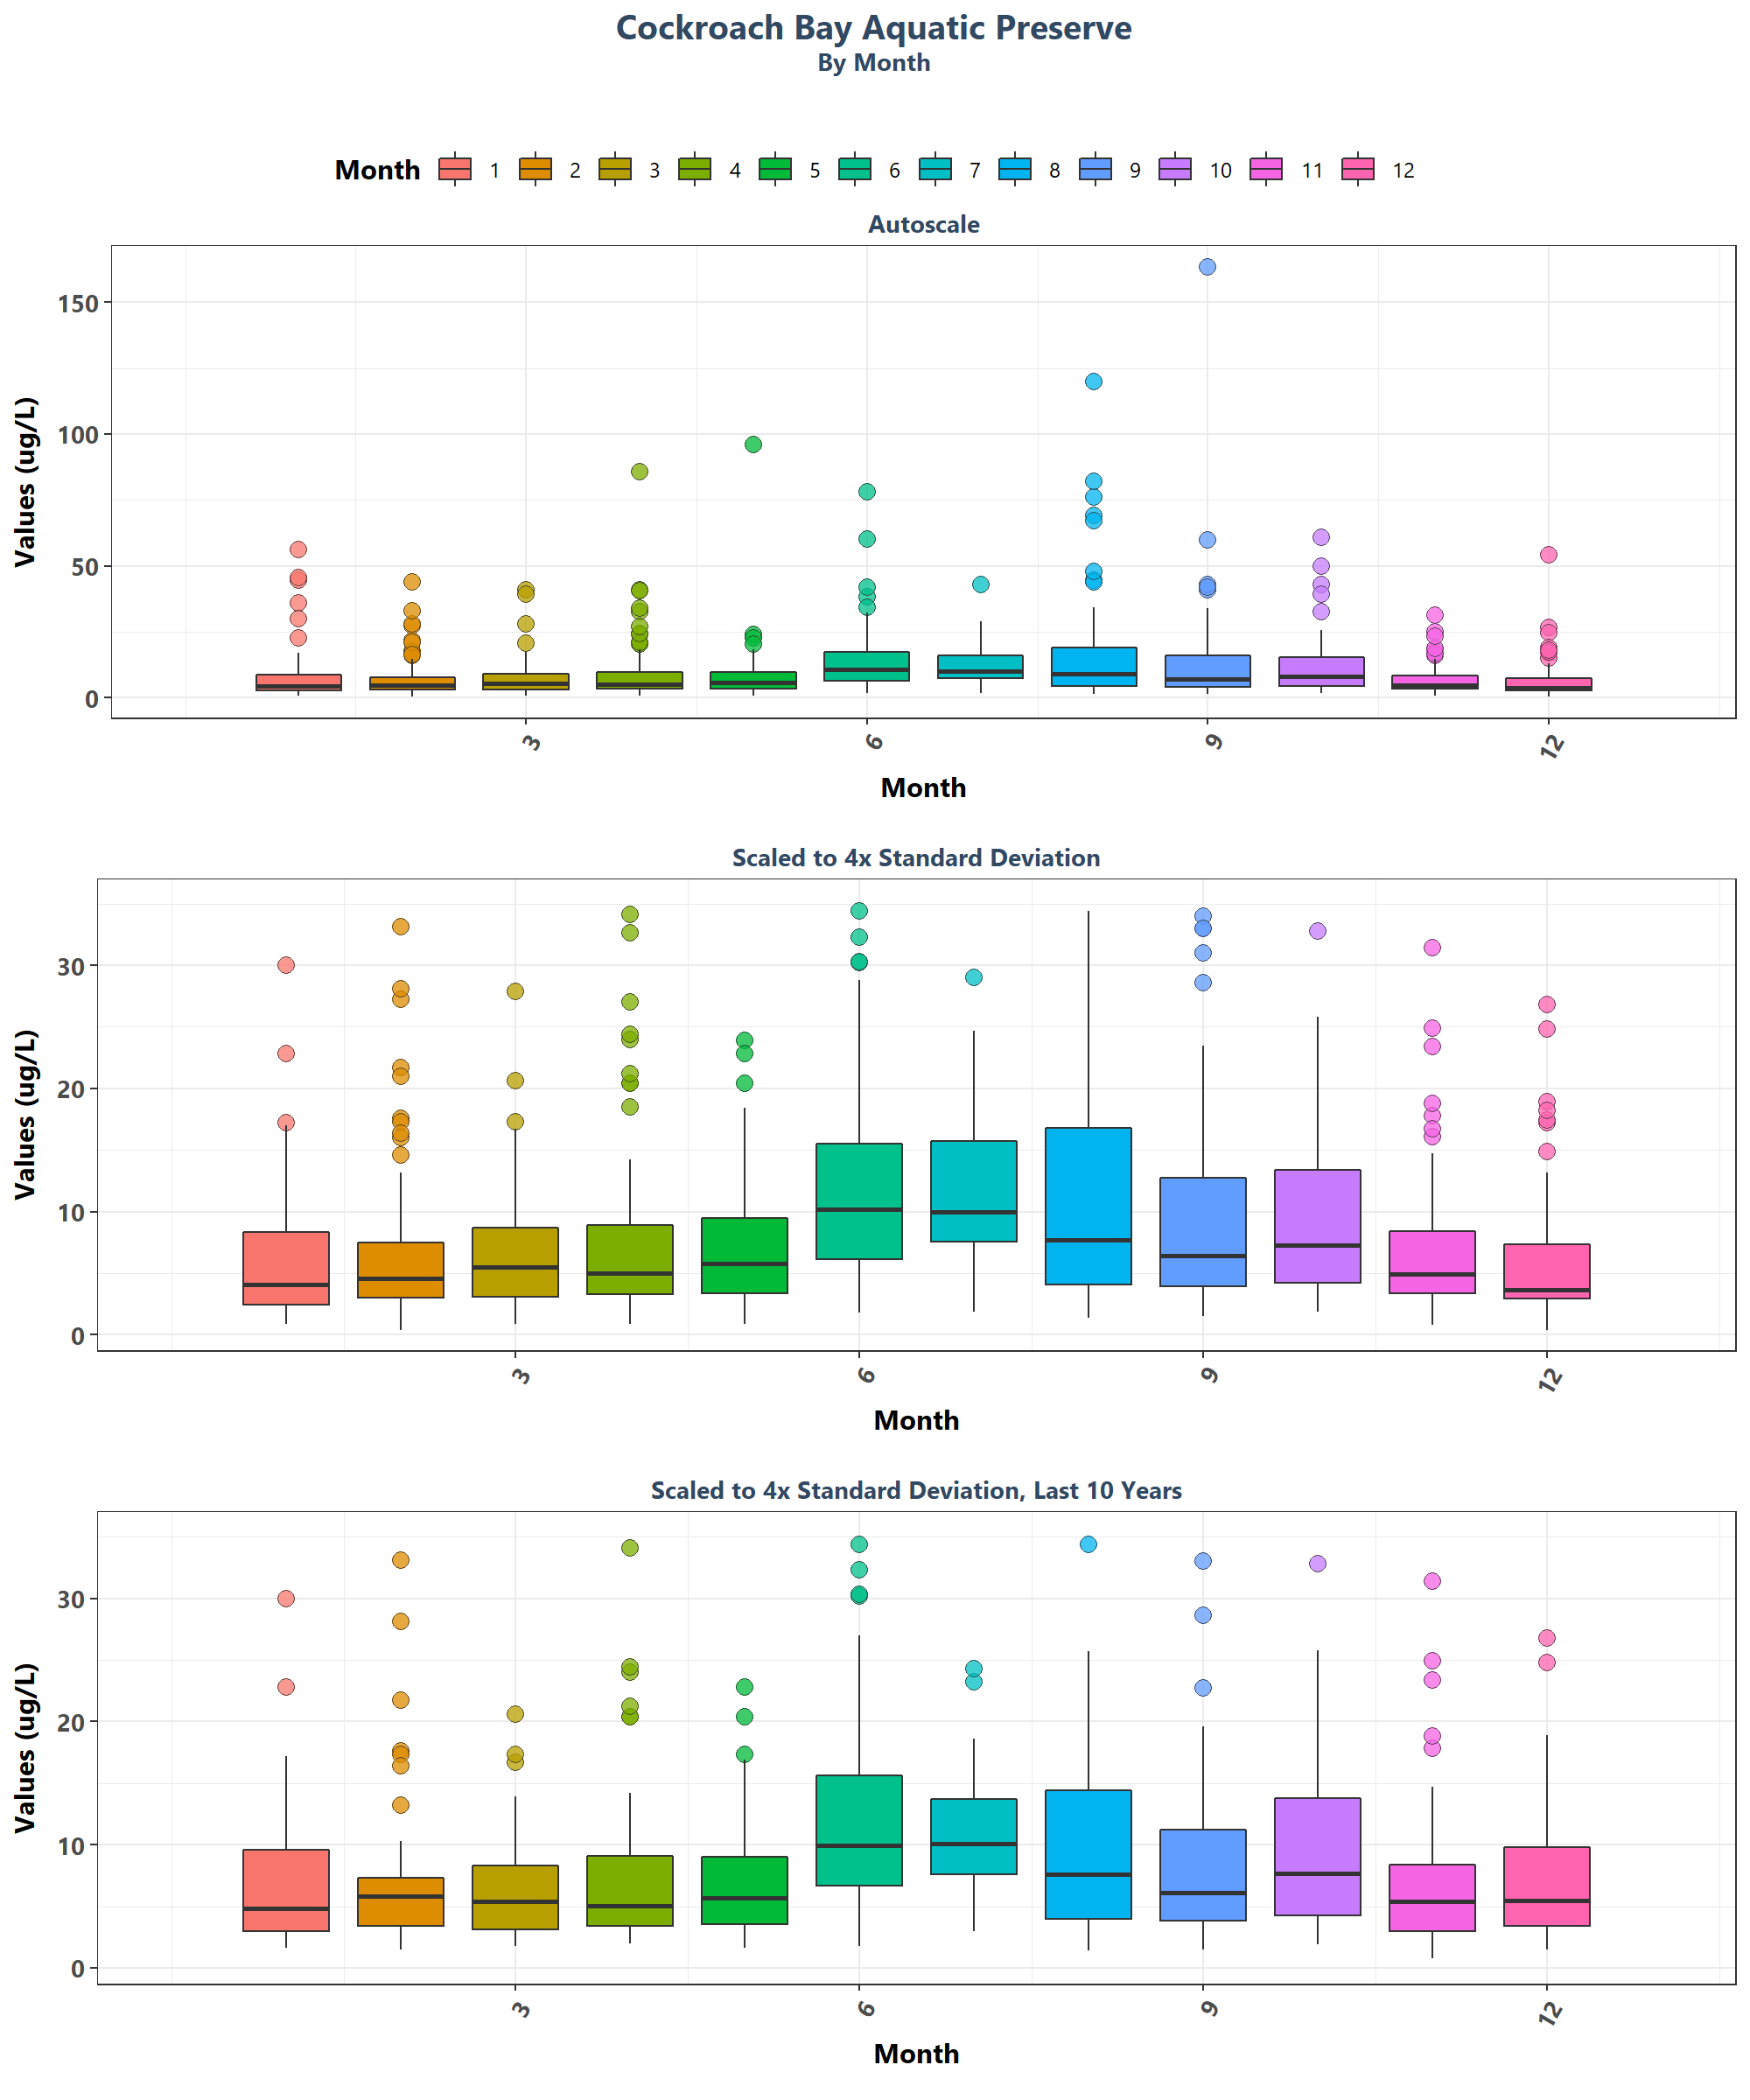 Cockroach Bay Aquatic Preserve
By Month
Month 1 2 3 4 5 6 7 8 9 10 11 12
Autoscale
Values (ug/L)
150
100
50
0
3 6 9 12
Month
Scaled to 4x Standard Deviation
Values (ug/L)
30
20
10
0
3 6 9 12
Month
Scaled to 4x Standard Deviation, Last 10 Years
Values (ug/L)
30
20
10
0
3 6 9 12
Month